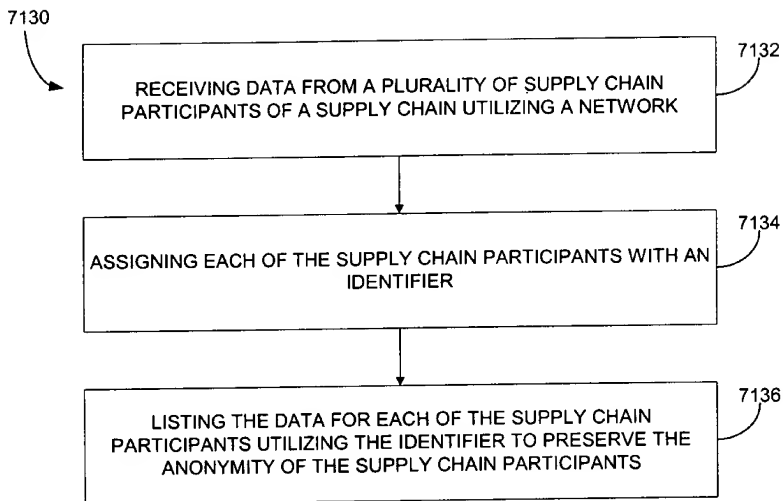 7130
RECEIVING DATA FROM A PLURALITY OF SUPPLY CHAIN
PARTICIPANTS OF A SUPPLY CHAIN UTILIZING A NETWORK
7132
ASSIGNING EACH OF THE SUPPLY CHAIN PARTICIPANTS WITH AN
IDENTIFIER
7134
LISTING THE DATA FOR EACH OF THE SUPPLY CHAIN
PARTICIPANTS UTILIZING THE IDENTIFIER TO PRESERVE THE
ANONYMITY OF THE SUPPLY CHAIN PARTICIPANTS
7136